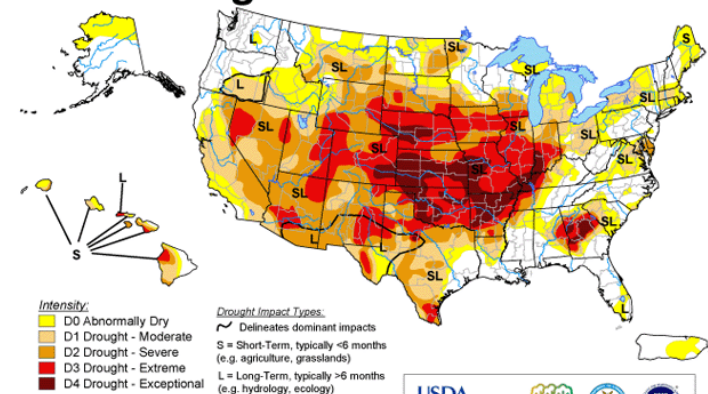 L
SL
S
SL
SL
L
SL
SL
SL
SL
SL
SL
SL
SL
L
L
SL
L
L
S
Intensity:
D0 Abnormally Dry
D1 Drought - Moderate
D2 Drought - Severe
D3 Drought - Extreme
D4 Drought - Exceptional
Drought Impact Types:
Delineates dominant impacts
S = Short-Term, typically <6 months
(e.g. agriculture, grasslands)
L = Long-Term, typically >6 months
(e.g. hydrology, ecology)
USDA